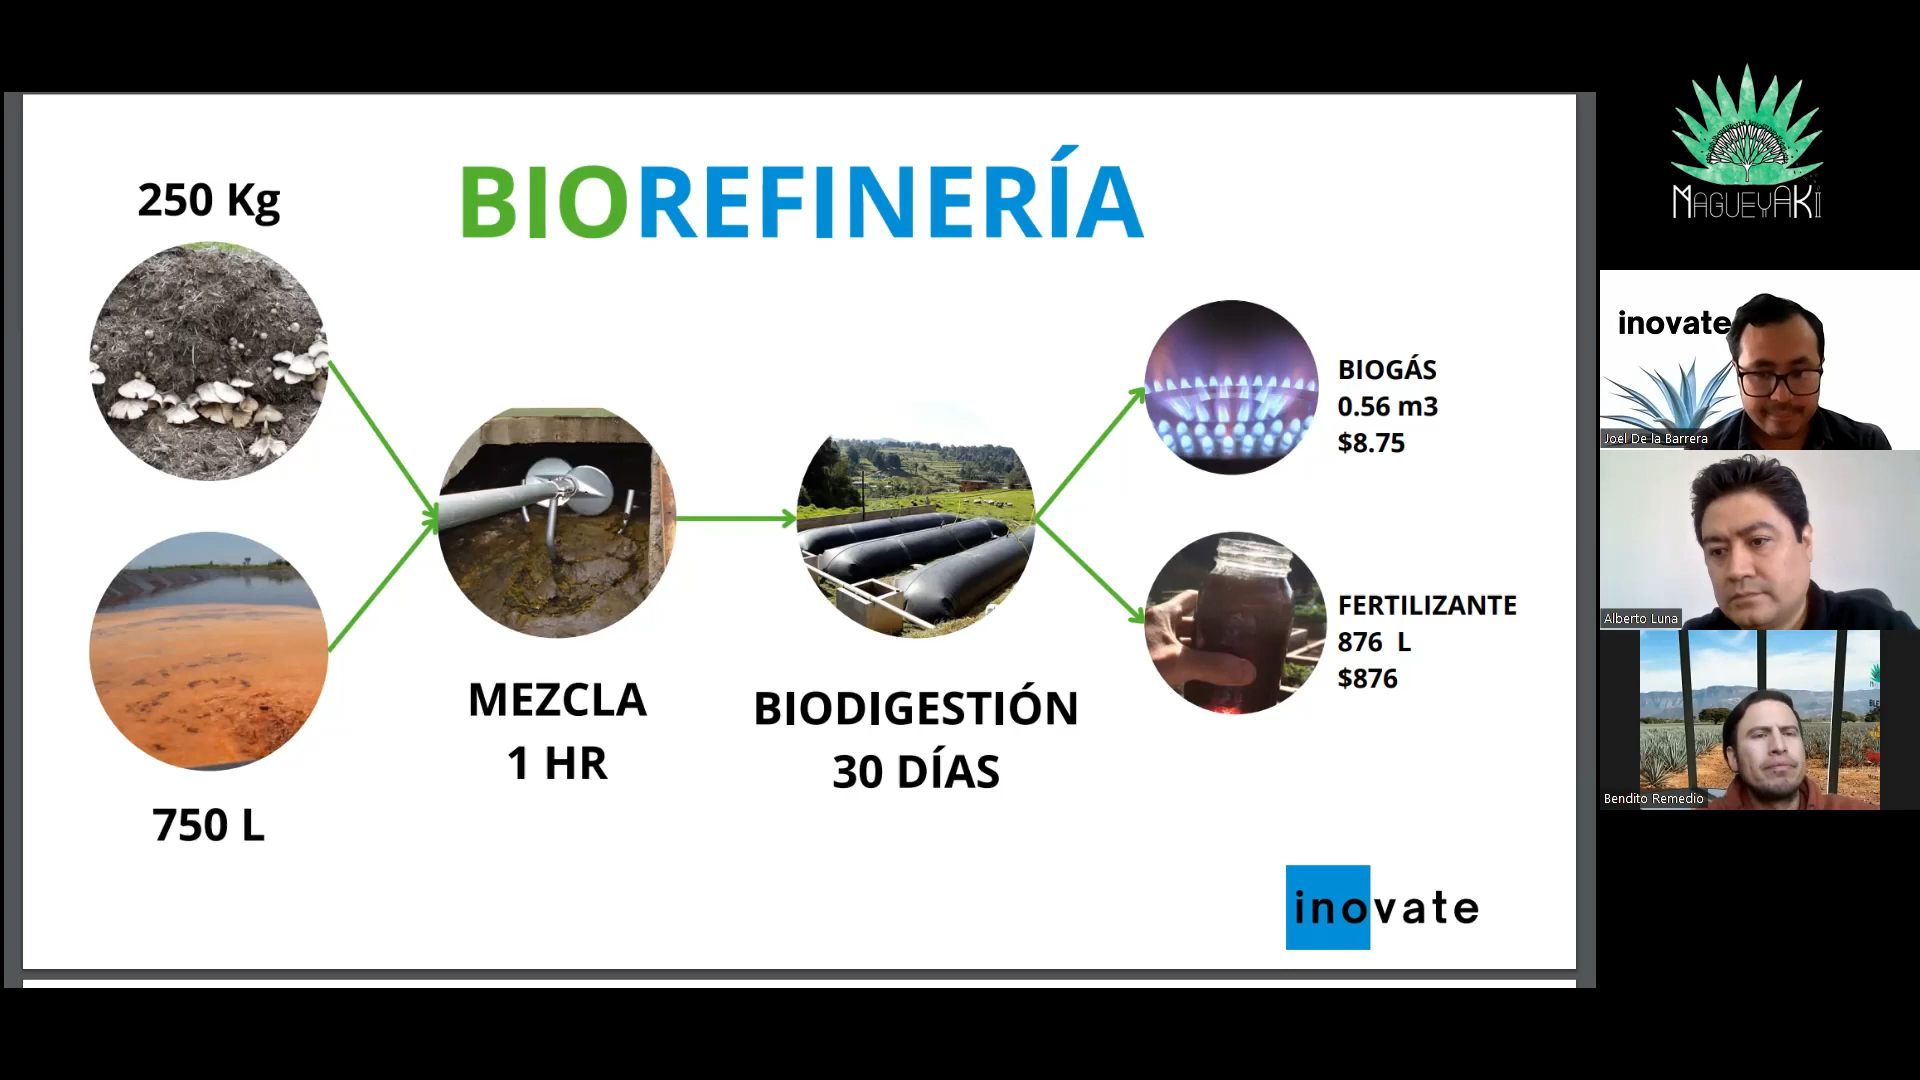 BIOREFINERÍA
250 Kg
750 L
MEZCLA
1 HR
BIODIGESTIÓN
30 DÍAS
BIOGÁS
0.56 m3
$8.75
FERTILIZANTE
876 L
$876
inovate
MAGUEYAKI
inovate
Joel De la Barrera
Alberto Luna
Bendito Remedio